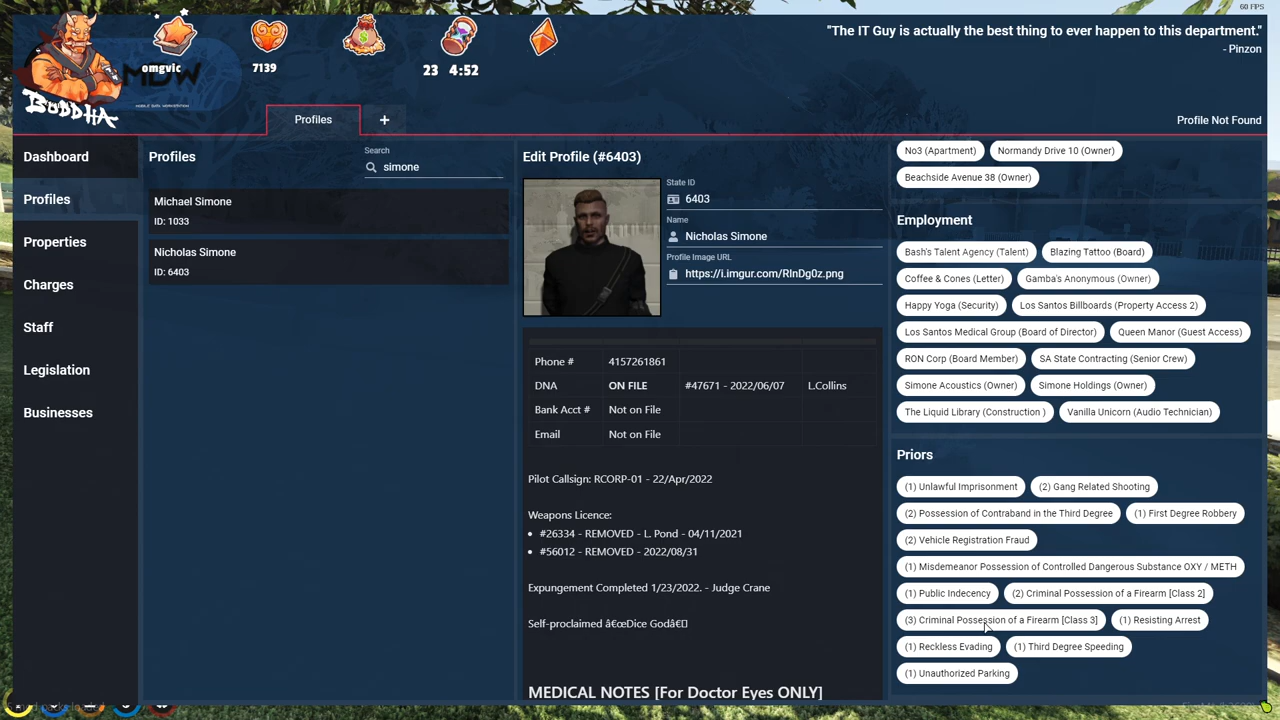 60 FPS
"The IT Guy is actually the best thing to ever happen to this department."
- Pinzon
omgvic
7139
23 4:52
BUDDHA
MDW
MOBILE DATA WORKSTATION
Profiles
+
Profile Not Found
Dashboard
Profiles
Properties
Charges
Staff
Legislation
Businesses
Profiles
Search
simone
Michael Simone
ID: 1033
Nicholas Simone
ID: 6403
Edit Profile (#6403)
State ID
6403
Name
Nicholas Simone
Profile Image URL
https://i.imgur.com/RlnDg0z.png
Phone # 4157261861
DNA ON FILE #47671 - 2022/06/07 L.Collins
Bank Acct # Not on File
Email Not on File
Pilot Callsign: RCORP-01 - 22/Apr/2022
Weapons Licence:
• #26334 - REMOVED - L. Pond - 04/11/2021
• #56012 - REMOVED - 2022/08/31
Expungement Completed 1/23/2022. - Judge Crane
Self-proclaimed â€œDice Godâ€
MEDICAL NOTES [For Doctor Eyes ONLY]
No3 (Apartment) Normandy Drive 10 (Owner)
Beachside Avenue 38 (Owner)
Employment
Bash's Talent Agency (Talent) Blazing Tattoo (Board)
Coffee & Cones (Letter) Gamba's Anonymous (Owner)
Happy Yoga (Security) Los Santos Billboards (Property Access 2)
Los Santos Medical Group (Board of Director) Queen Manor (Guest Access)
RON Corp (Board Member) SA State Contracting (Senior Crew)
Simone Acoustics (Owner) Simone Holdings (Owner)
The Liquid Library (Construction ) Vanilla Unicorn (Audio Technician)
Priors
(1) Unlawful Imprisonment (2) Gang Related Shooting
(2) Possession of Contraband in the Third Degree (1) First Degree Robbery
(2) Vehicle Registration Fraud
(1) Misdemeanor Possession of Controlled Dangerous Substance OXY / METH
(1) Public Indecency (2) Criminal Possession of a Firearm [Class 2]
(3) Criminal Possession of a Firearm [Class 3] (1) Resisting Arrest
(1) Reckless Evading (1) Third Degree Speeding
(1) Unauthorized Parking